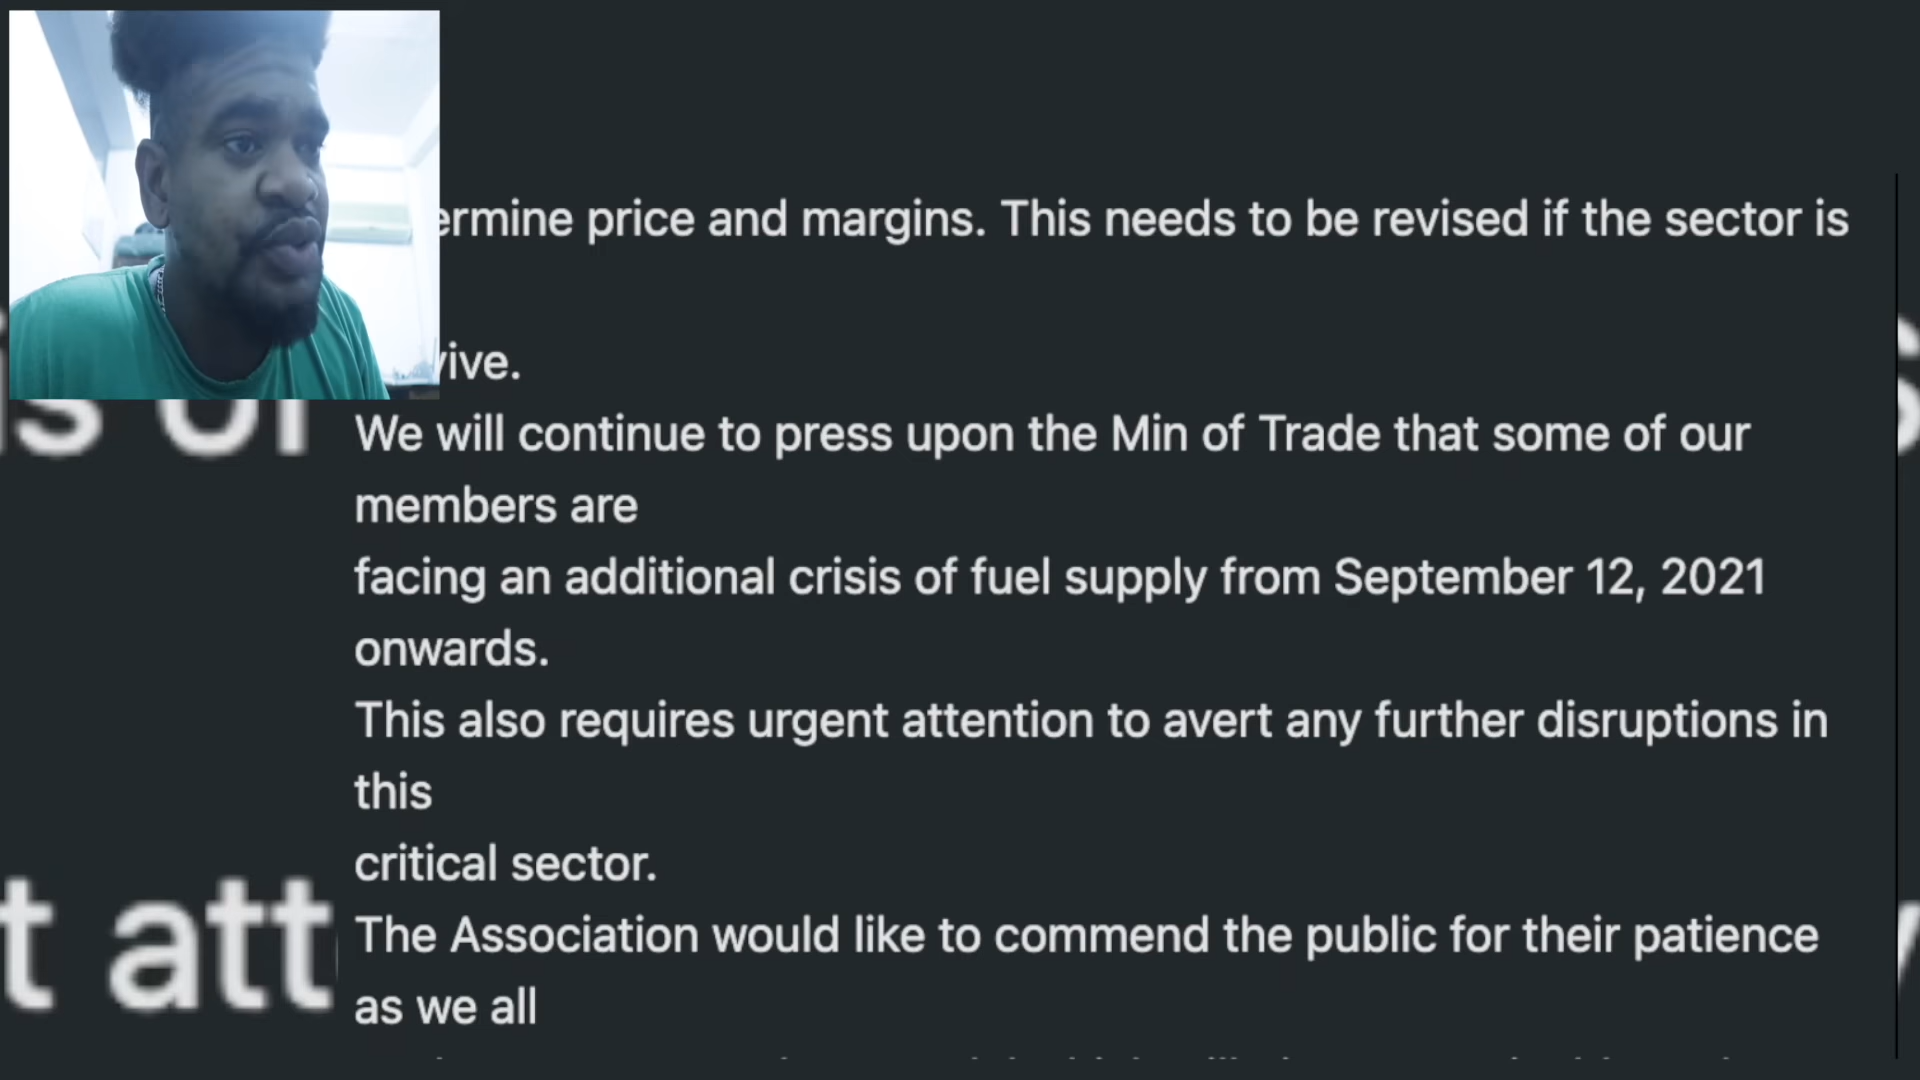 ermine price and margins. This needs to be revised if the sector is
vive.
We will continue to press upon the Min of Trade that some of our
members are
facing an additional crisis of fuel supply from September 12, 2021
onwards.
This also requires urgent attention to avert any further disruptions in
this
critical sector.
The Association would like to commend the public for their patience
as we all
t att